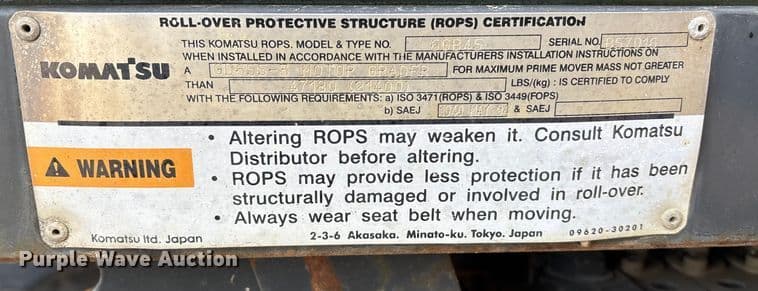 ROLL-OVER PROTECTIVE STRUCTURE (ROPS) CERTIFICATION
THIS KOMATSU ROPS. MODEL & TYPE NO. SERIAL NO.
WHEN INSTALLED IN ACCORDANCE WITH THE MANUFACTURERS INSTALLATION INSTRUCTIONS ON
KOMATSU
A MOTOR GRADER FOR MAXIMUM PRIME MOVER MASS NOT GREATER
THAN LBS/(kg) : IS CERTIFIED TO COMPLY
WITH THE FOLLOWING REQUIREMENTS: a) ISO 3471(ROPS) & ISO 3449(FOPS)
b) SAEJ & SAEJ
WARNING
• Altering ROPS may weaken it. Consult Komatsu
Distributor before altering.
• ROPS may provide less protection if it has been
structurally damaged or involved in roll-over.
• Always wear seat belt when moving.
Komatsu ltd. Japan 2-3-6 Akasaka. Minato-ku. Tokyo. Japan 09620-30201
Purple Wave Auction